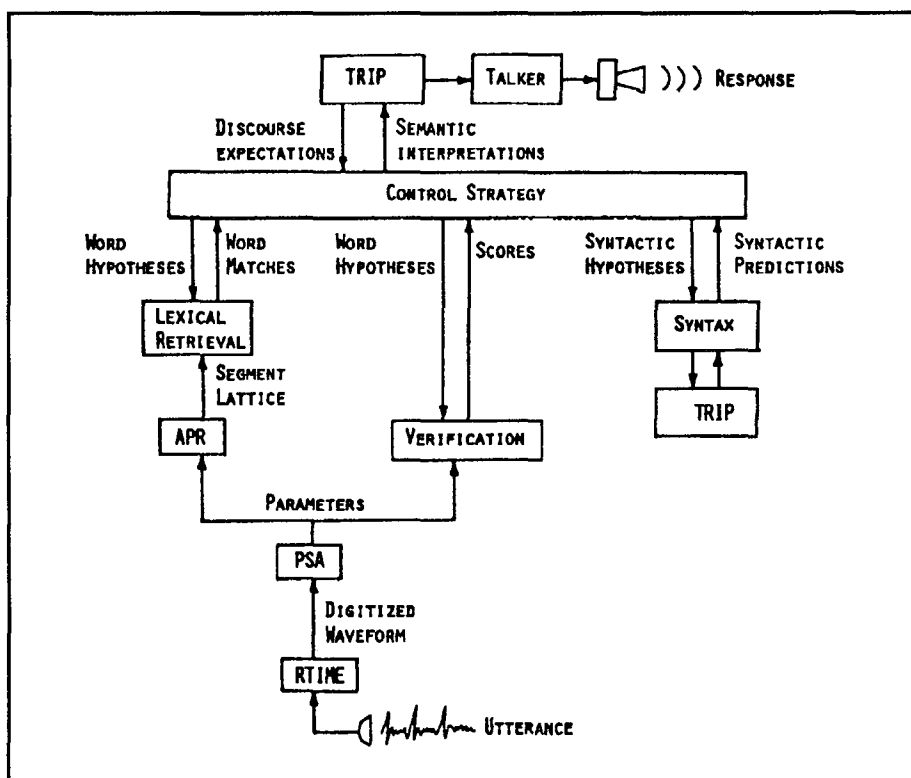 TRIP
TALKER
RESPONSE
DISCOURSE
EXPECTATIONS
SEMANTIC
INTERPRETATIONS
CONTROL STRATEGY
WORD
HYPOTHESES
WORD
MATCHES
WORD
HYPOTHESES
SCORES
SYNTACTIC
HYPOTHESES
SYNTACTIC
PREDICTIONS
LEXICAL
RETRIEVAL
SYNTAX
SEGMENT
LATTICE
TRIP
APR
VERIFICATION
PARAMETERS
PSA
DIGITIZED
WAVEFORM
RTIME
UTTERANCE